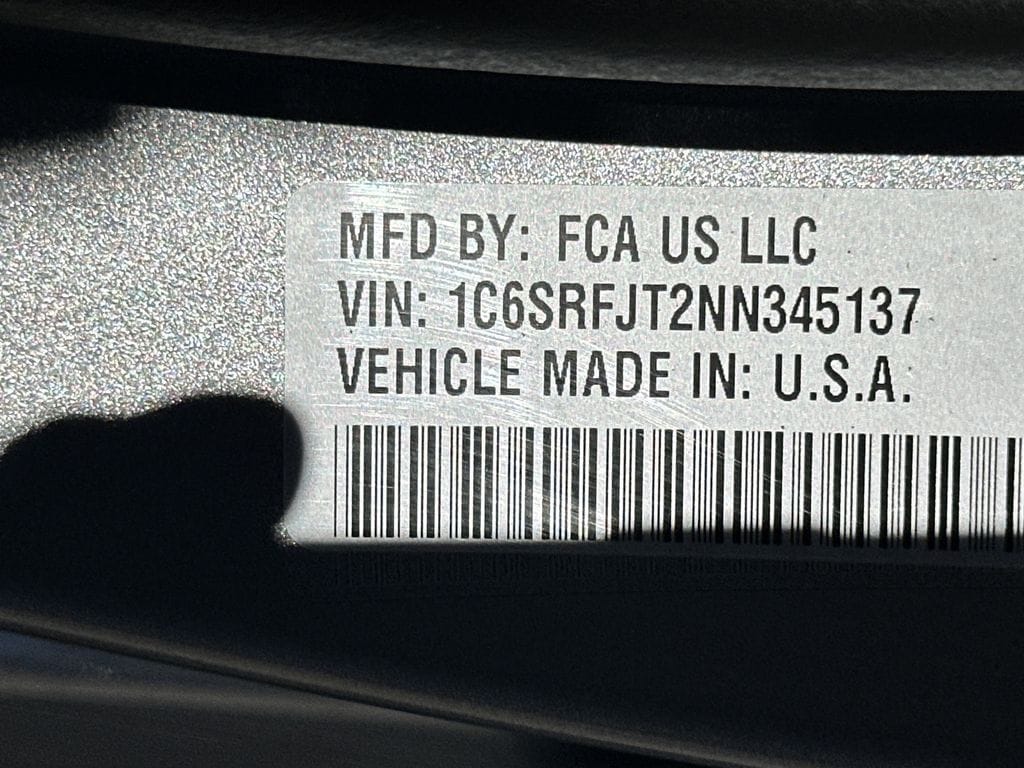 MFD BY: FCA US LLC
VIN: 1C6SRFJT2NN345137
VEHICLE MADE IN: U.S.A.